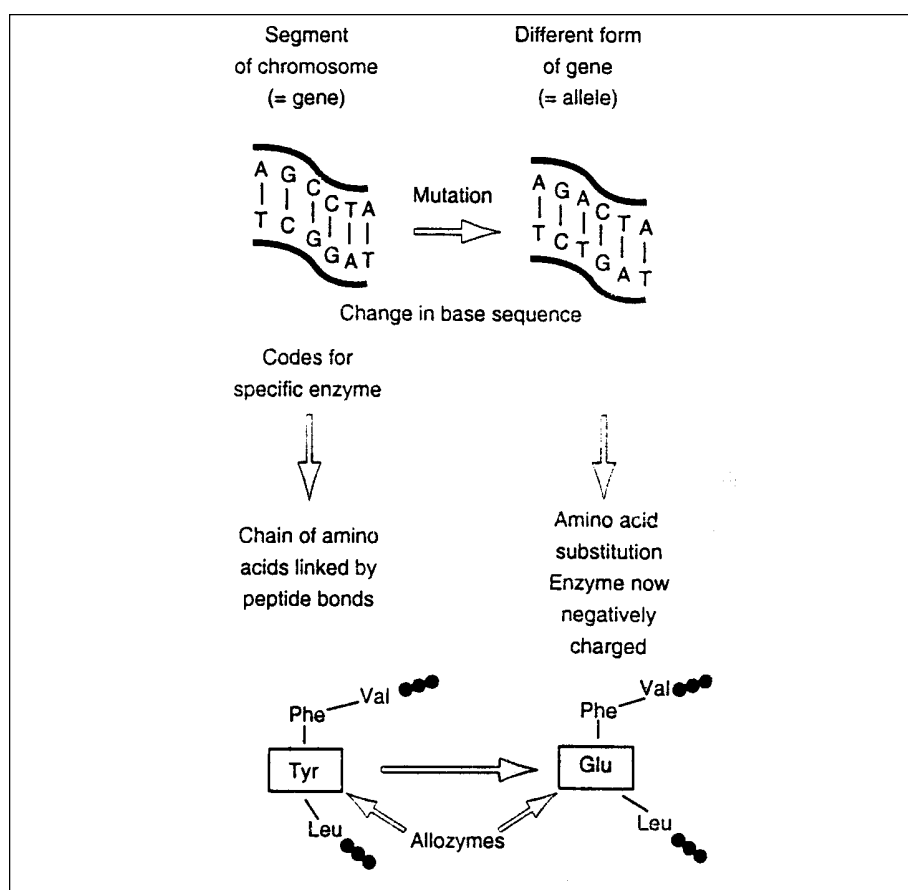 Segment
of chromosome
(= gene)
Different form
of gene
(= allele)
A G C C T A
T C G G A T
Mutation
A G A C T A
T C T G A T
Change in base sequence
Codes for
specific enzyme
Chain of amino
acids linked by
peptide bonds
Amino acid
substitution
Enzyme now
negatively
charged
Phe Val
Tyr
Leu
Phe Val
Glu
Leu
Allozymes